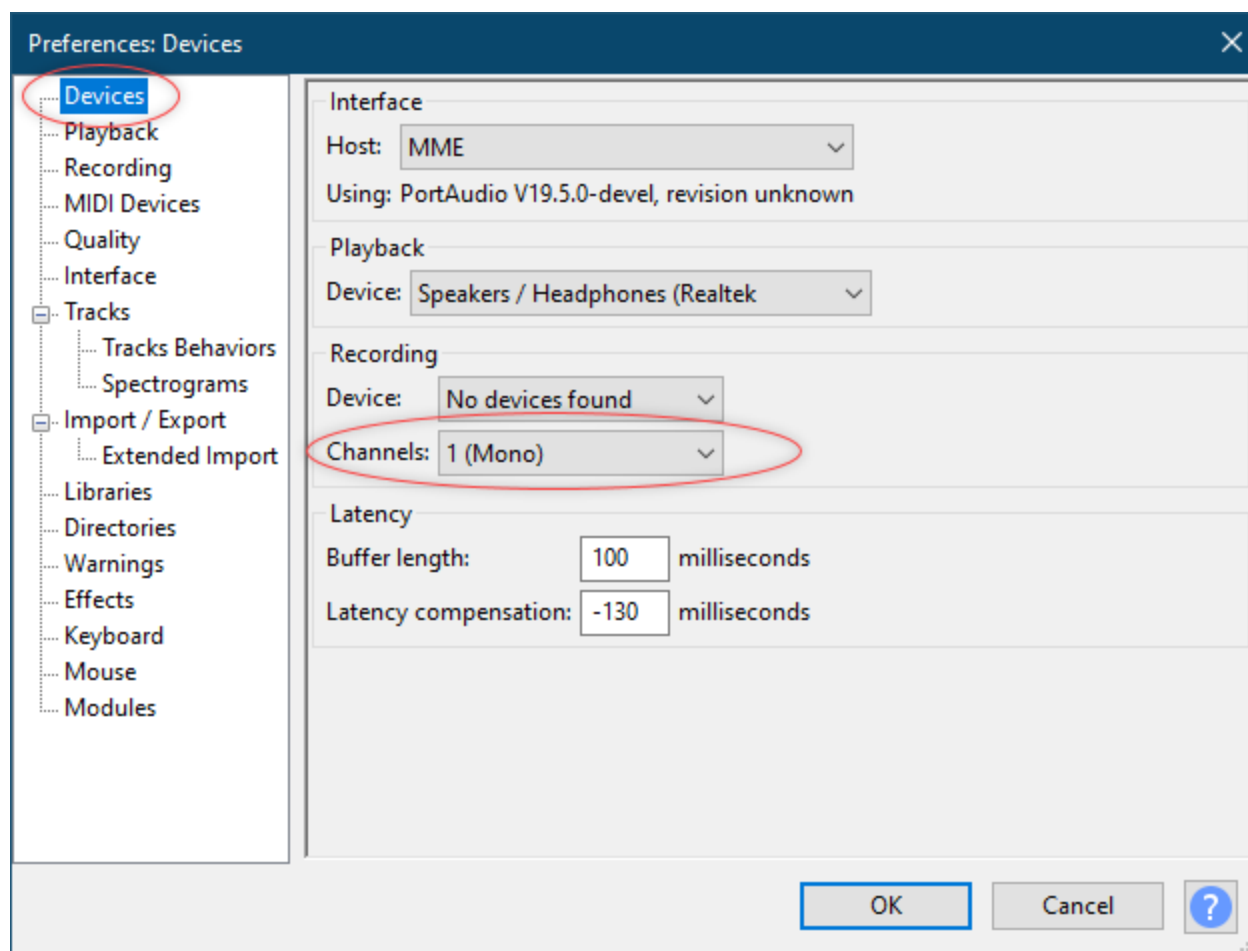 Preferences: Devices
Devices
Playback
Recording
MIDI Devices
Quality
Interface
Tracks
Tracks Behaviors
Spectrograms
Import / Export
Extended Import
Libraries
Directories
Warnings
Effects
Keyboard
Mouse
Modules
Interface
Host: MME
Using: PortAudio V19.5.0-devel, revision unknown
Playback
Device: Speakers / Headphones (Realtek
Recording
Device: No devices found
Channels: 1 (Mono)
Latency
Buffer length: 100 milliseconds
Latency compensation: -130 milliseconds
OK Cancel ?